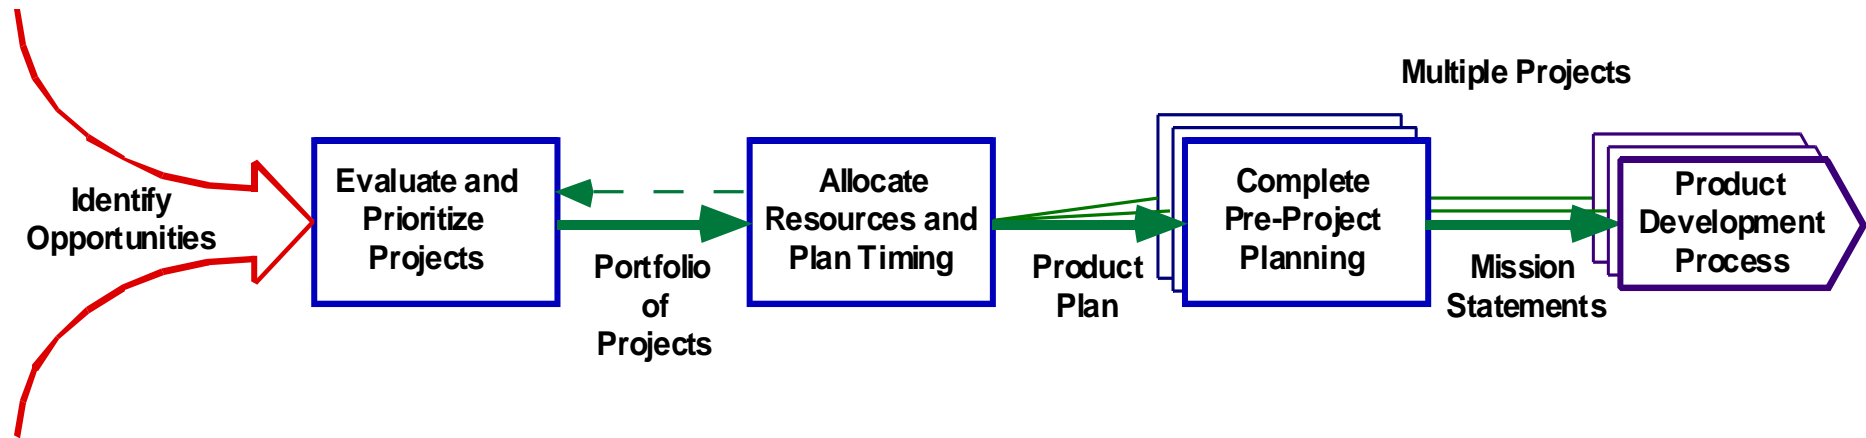 Identify
Opportunities
Evaluate and
Prioritize
Projects
Portfolio
of
Projects
Allocate
Resources and
Plan Timing
Product
Plan
Complete
Pre-Project
Planning
Multiple Projects
Mission
Statements
Product
Development
Process